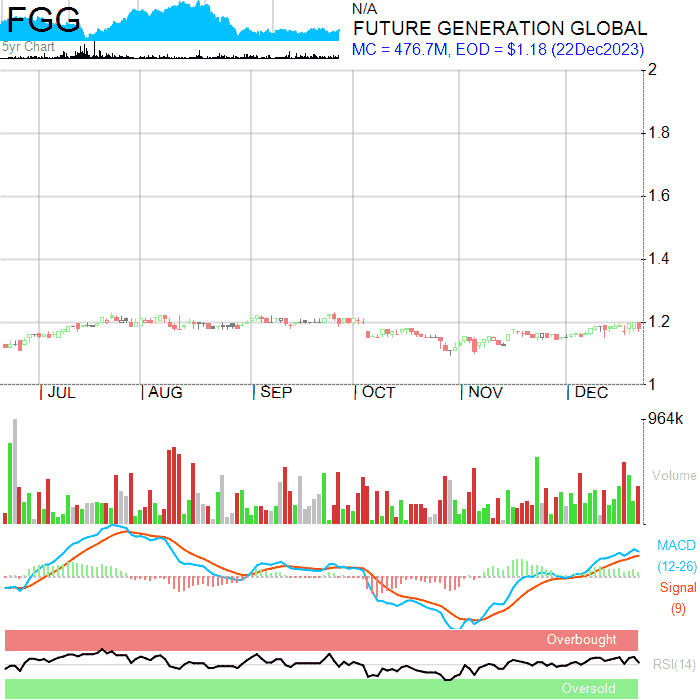 FGG
5yr Chart
N/A
FUTURE GENERATION GLOBAL
MC = 476.7M, EOD = $1.18 (22Dec2023)
2
1.8
1.6
1.4
1.2
1
JUL AUG SEP OCT NOV DEC
964k
Volume
MACD
(12-26)
Signal
(9)
Overbought
RSI(14)
Oversold